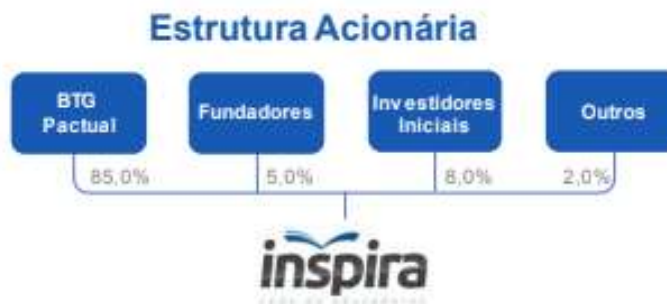 Estrutura Acionária
BTG
Pactual
Fundadores
Investidores
Iniciais
Outros
85,0%
5,0%
8,0%
2,0%
inspira